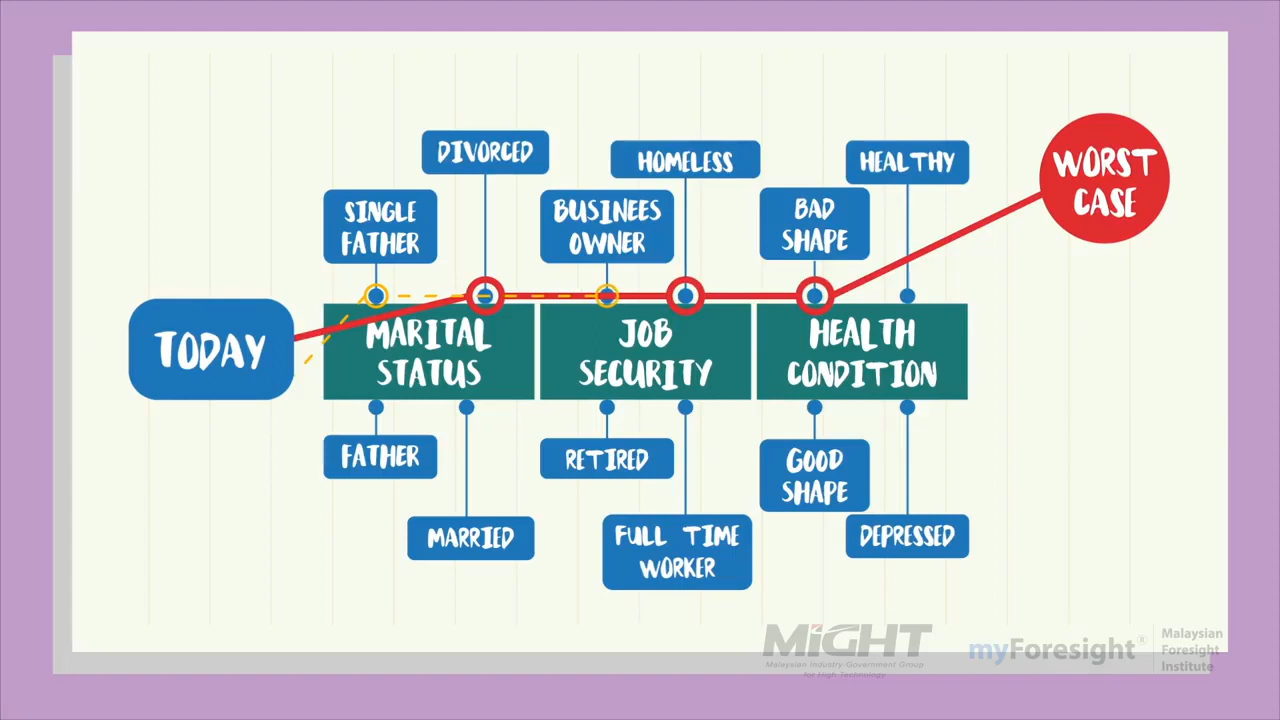 DIVORCED
HOMELESS
HEALTHY
WORST
CASE
SINGLE
FATHER
BUSINEES
OWNER
BAD
SHAPE
TODAY
MARITAL
STATUS
JOB
SECURITY
HEALTH
CONDITION
FATHER
RETIRED
GOOD
SHAPE
MARRIED
FULL TIME
WORKER
DEPRESSED
MiGHT
Malaysian Industry-Government Group
for High Technology
myForesight®
Malaysian
Foresight
Institute